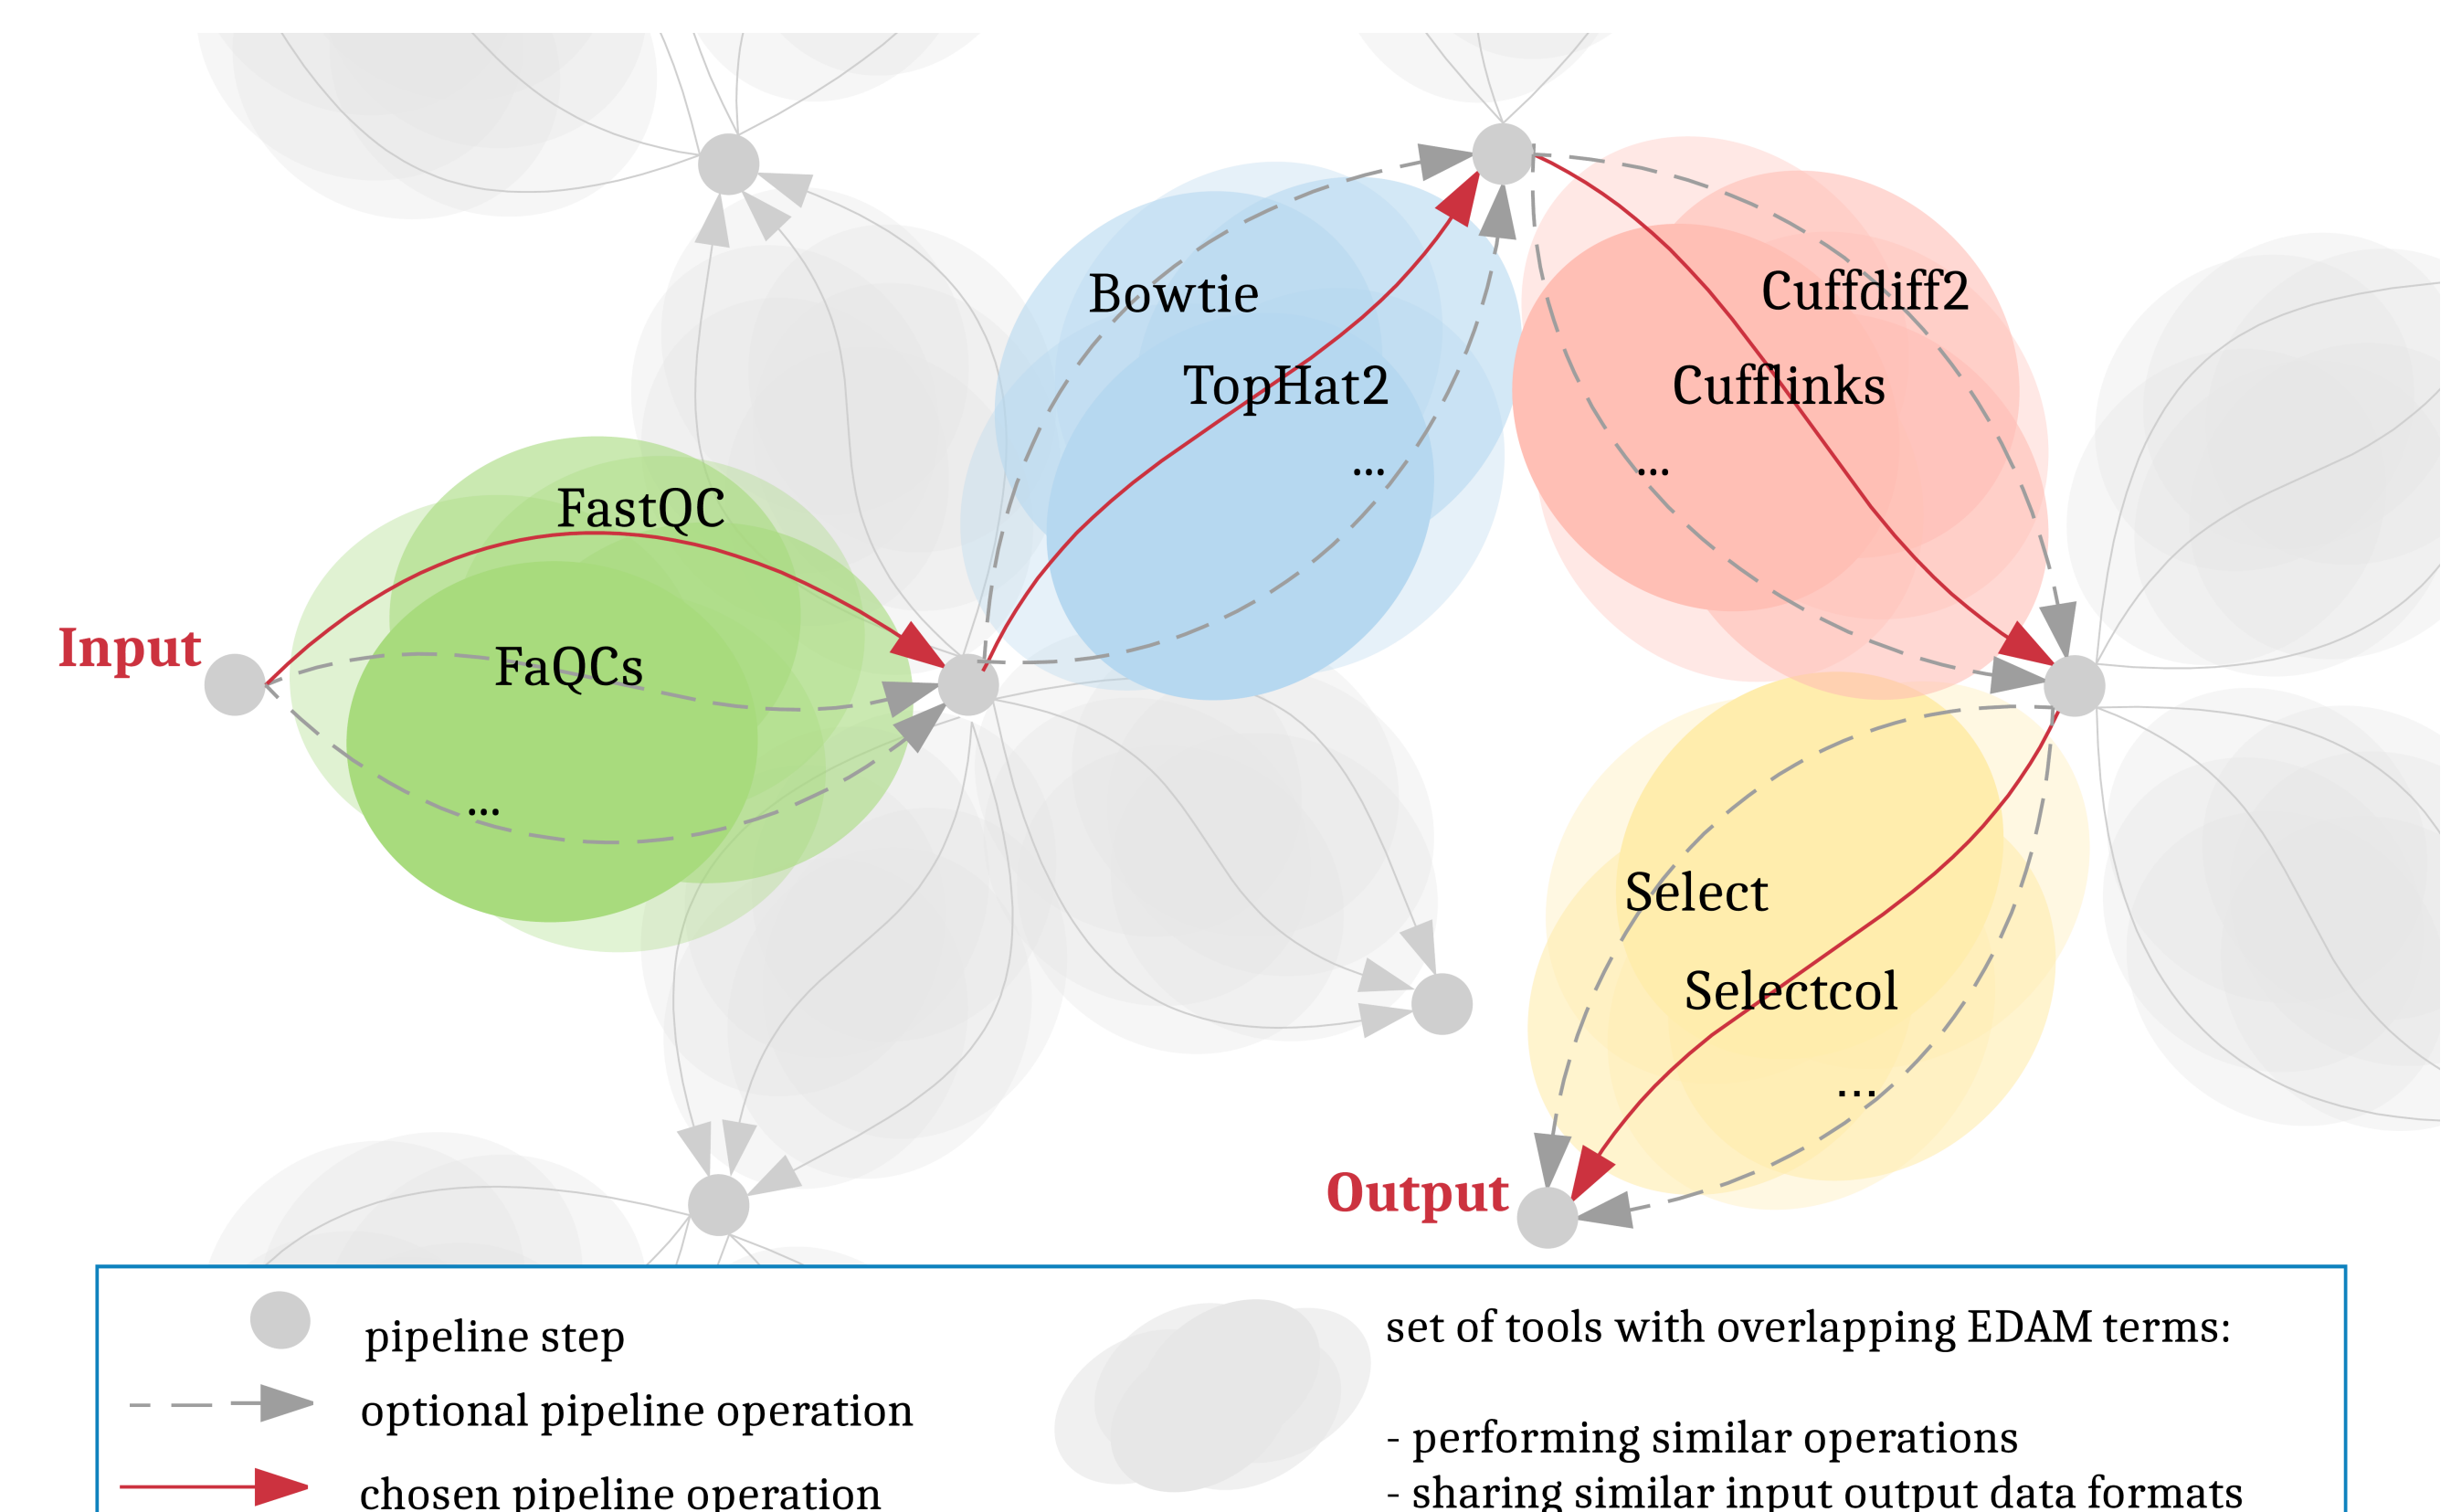 Bowtie
TopHat2
...
Cuffdiff2
Cufflinks
...
FastQC
FaQCs
...
Input
Select
Selectcol
...
Output
pipeline step
optional pipeline operation
chosen pipeline operation
set of tools with overlapping EDAM terms:
- performing similar operations
- sharing similar input output data formats